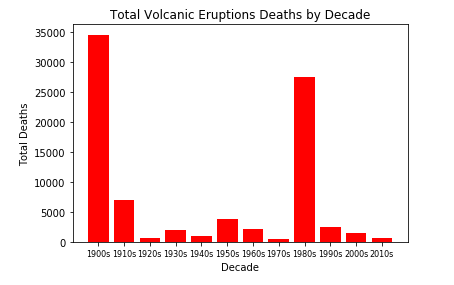 Total Volcanic Eruptions Deaths by Decade
35000
30000
25000
20000
15000
10000
5000
0
Total Deaths
1900s 1910s 1920s 1930s 1940s 1950s 1960s 1970s 1980s 1990s 2000s 2010s
Decade